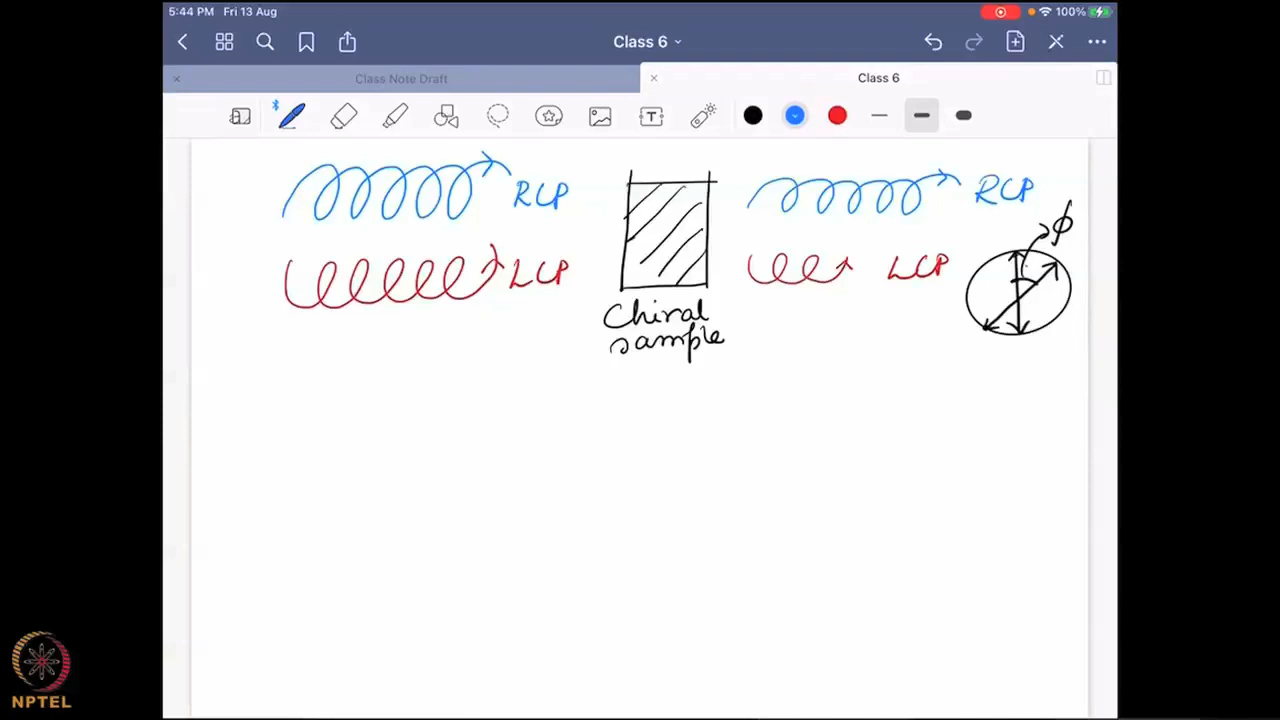 5:44 PM Fri 13 Aug
100%
Class 6
Class Note Draft
Class 6
T
RCP
RCP
ϕ
LCP
LCP
Chiral
sample
NPTEL